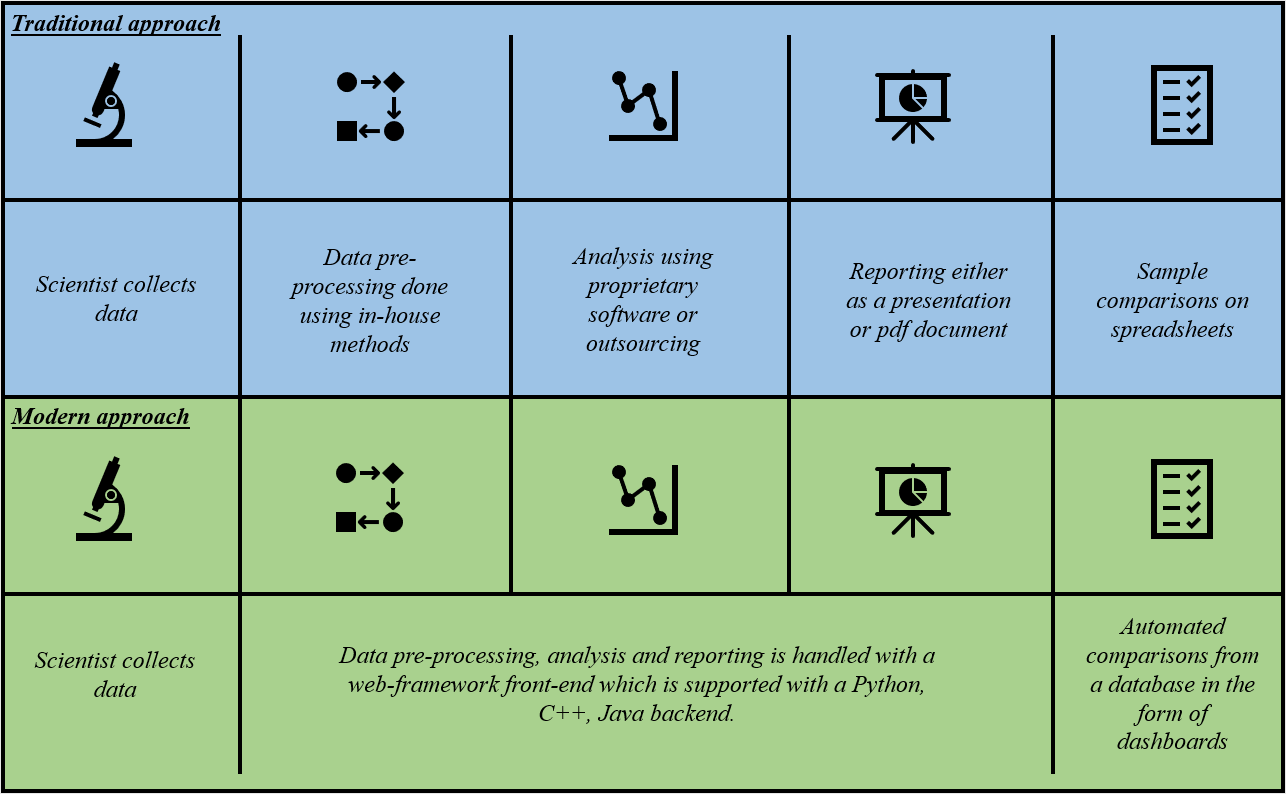 Traditional approach
Scientist collects
data
Data pre-
processing done
using in-house
methods
Analysis using
proprietary
software or
outsourcing
Reporting either
as a presentation
or pdf document
Sample
comparisons on
spreadsheets
Modern approach
Scientist collects
data
Data pre-processing, analysis and reporting is handled with a
web-framework front-end which is supported with a Python,
C++, Java backend.
Automated
comparisons from
a database in the
form of
dashboards